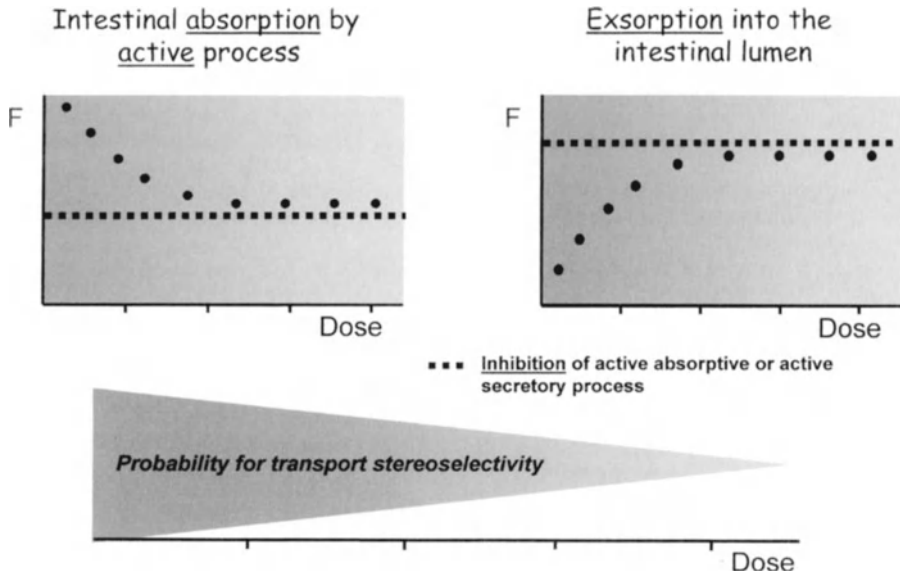 Intestinal absorption by
active process
F
Dose
Exsorption into the
intestinal lumen
F
Dose
Inhibition of active absorptive or active
secretory process
Probability for transport stereoselectivity
Dose